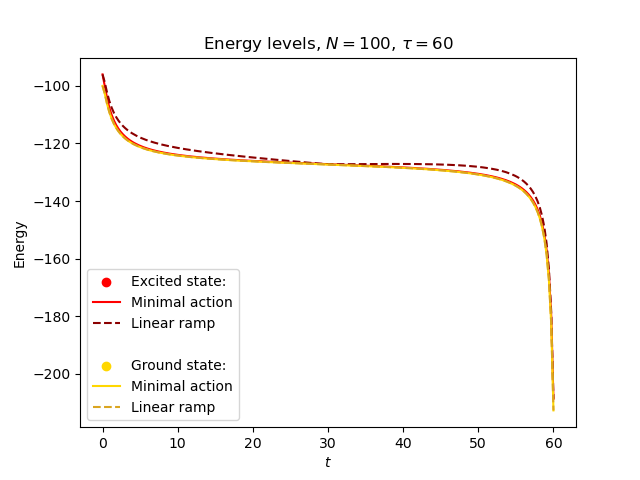 Energy levels, N = 100, τ = 60
Energy
−100
−120
−140
−160
−180
−200
Excited state:
Minimal action
Linear ramp
Ground state:
Minimal action
Linear ramp
0 10 20 30 40 50 60
t